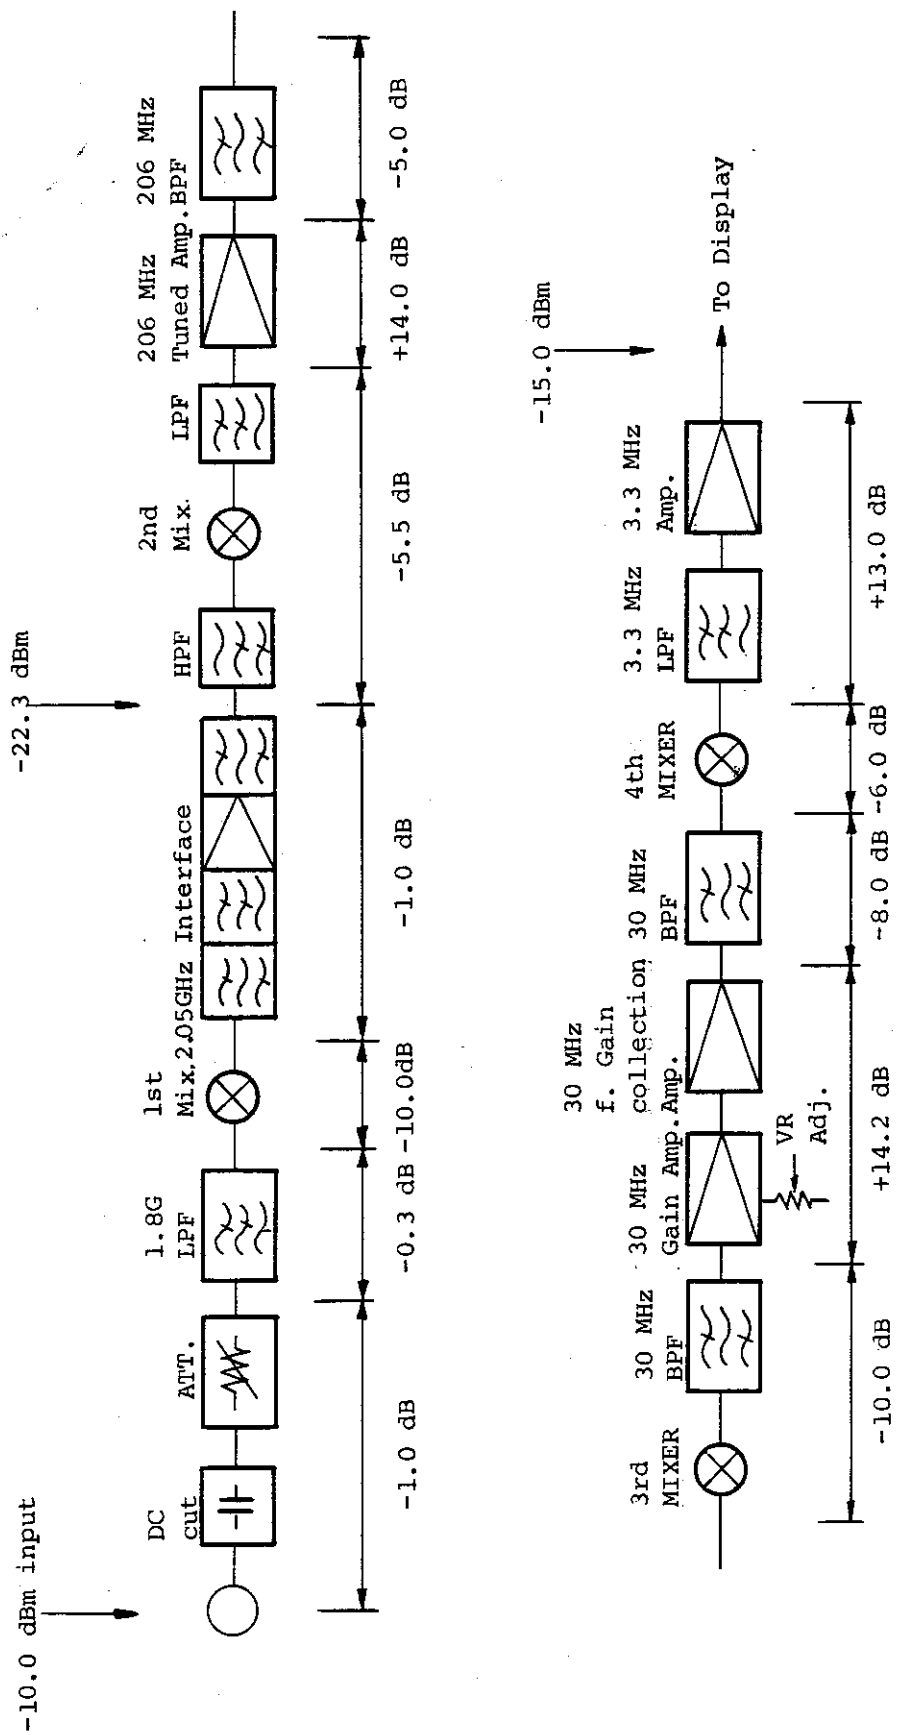 -10.0 dBm input
-22.3 dBm
DC
cut
ATT.
1.8G
LPF
1st
Mix.
2.05GHz Interface
HPF
2nd
Mix.
LPF
206 MHz
Tuned Amp.
206 MHz
BPF
-1.0 dB
-0.3 dB
-10.0dB
-1.0 dB
-5.5 dB
+14.0 dB
-5.0 dB
-15.0 dBm
3rd
MIXER
30 MHz
BPF
30 MHz
Gain Amp.
30 MHz
f. Gain
collection
Amp.
30 MHz
BPF
4th
MIXER
3.3 MHz
LPF
3.3 MHz
Amp.
To Display
VR
Adj.
-10.0 dB
+14.2 dB
-8.0 dB
-6.0 dB
+13.0 dB